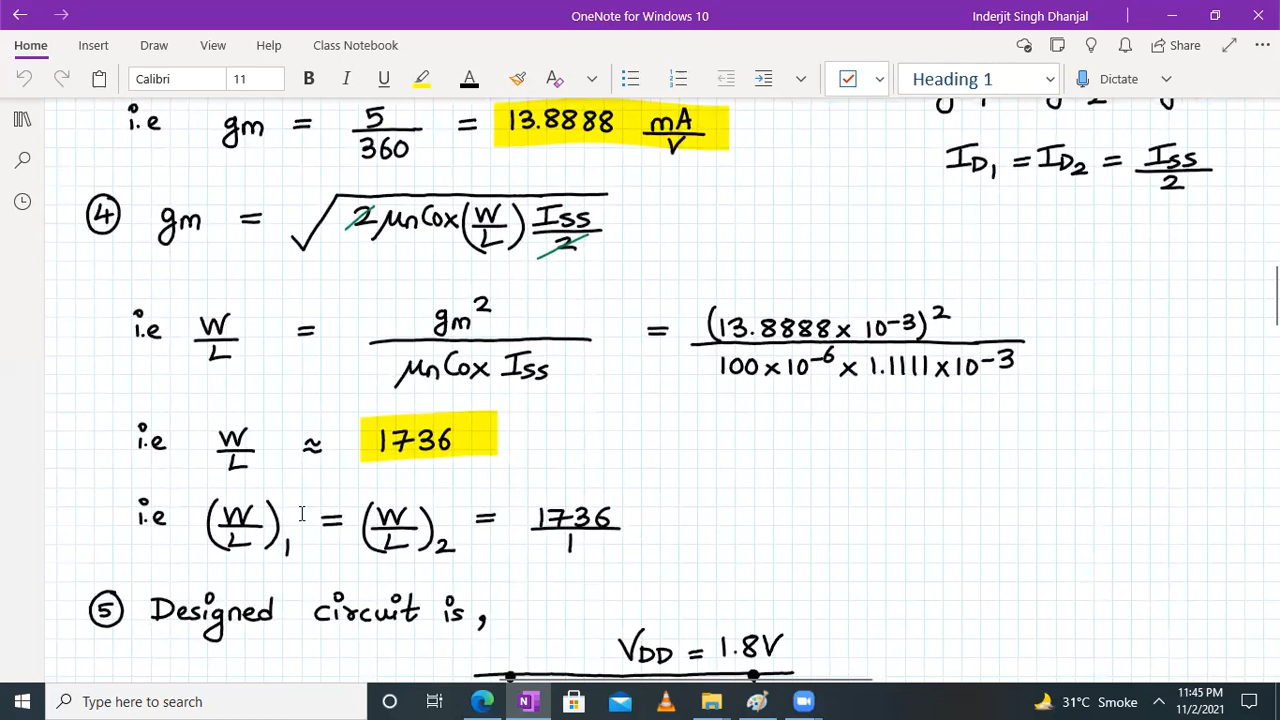 OneNote for Windows 10
Inderjit Singh Dhanjal
Home Insert Draw View Help Class Notebook Share
Calibri 11 B I U A Heading 1 Dictate
i.e gm = 5/360 = 13.8888 mA/V
ID1 = ID2 = Iss/2
④ gm = √(2μnCox(W/L) Iss/2)
i.e W/L = gm²/(μnCox Iss) = (13.8888 x 10⁻³)²/(100 x 10⁻⁶ x 1.1111 x 10⁻³)
i.e W/L ≈ 1736
i.e (W/L)1 = (W/L)2 = 1736/1
⑤ Designed circuit is,
VDD = 1.8V
Type here to search
31°C Smoke
11:45 PM
11/2/2021